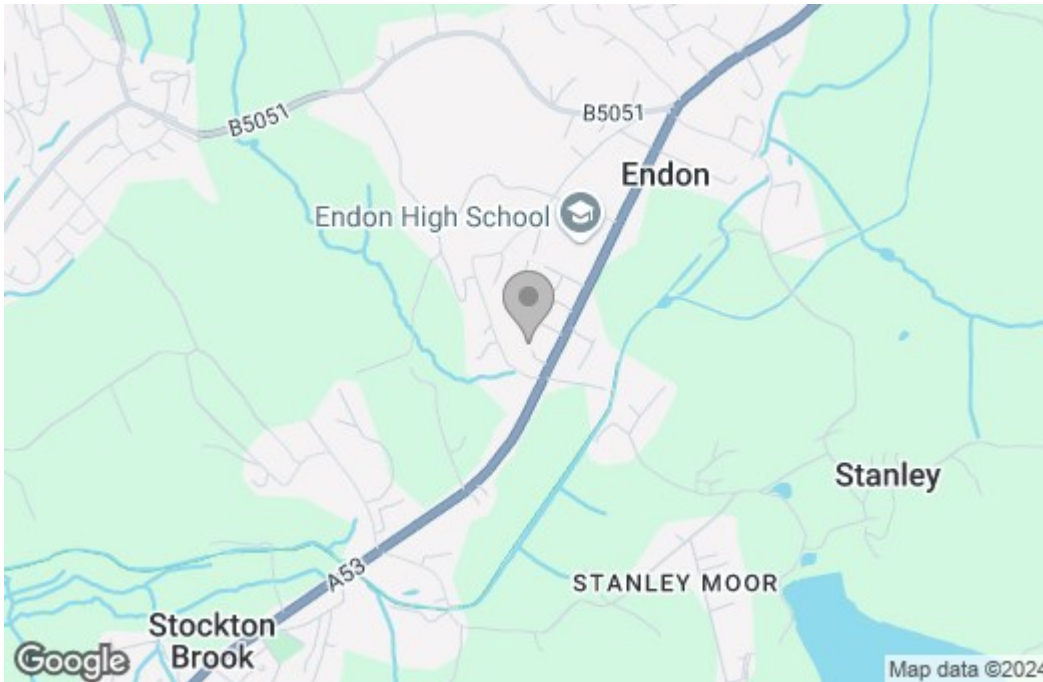 B5051
B5051
Endon
Endon High School
Stanley
A53
STANLEY MOOR
Stockton
Brook
Google
Map data ©2024